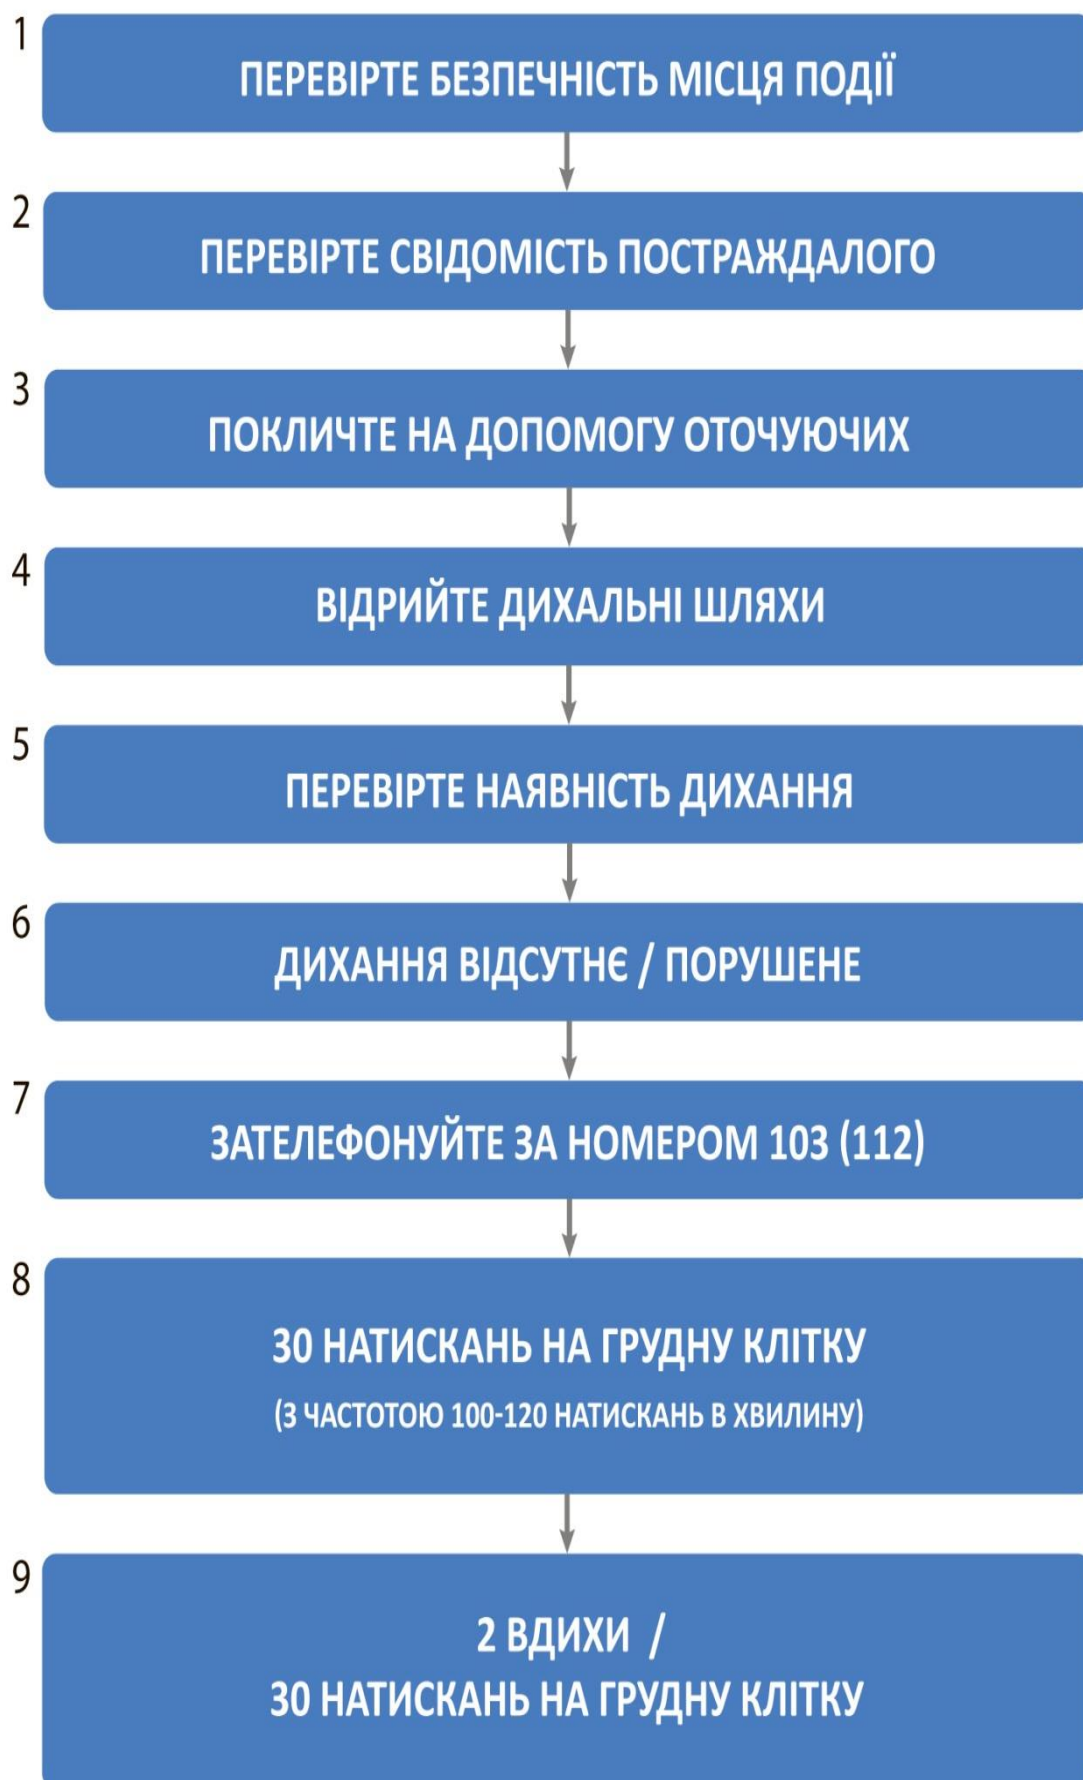 1
ПЕРЕВІРТЕ БЕЗПЕЧНІСТЬ МІСЦЯ ПОДІЇ
2
ПЕРЕВІРТЕ СВІДОМІСТЬ ПОСТРАЖДАЛОГО
3
ПОКЛИЧТЕ НА ДОПОМОГУ ОТОЧУЮЧИХ
4
ВІДРИЙТЕ ДИХАЛЬНІ ШЛЯХИ
5
ПЕРЕВІРТЕ НАЯВНІСТЬ ДИХАННЯ
6
ДИХАННЯ ВІДСУТНЄ / ПОРУШЕНЕ
7
ЗАТЕЛЕФОНУЙТЕ ЗА НОМЕРОМ 103 (112)
8
30 НАТИСКАНЬ НА ГРУДНУ КЛІТКУ
(З ЧАСТОТОЮ 100-120 НАТИСКАНЬ В ХВИЛИНУ)
9
2 ВДИХИ /
30 НАТИСКАНЬ НА ГРУДНУ КЛІТКУ